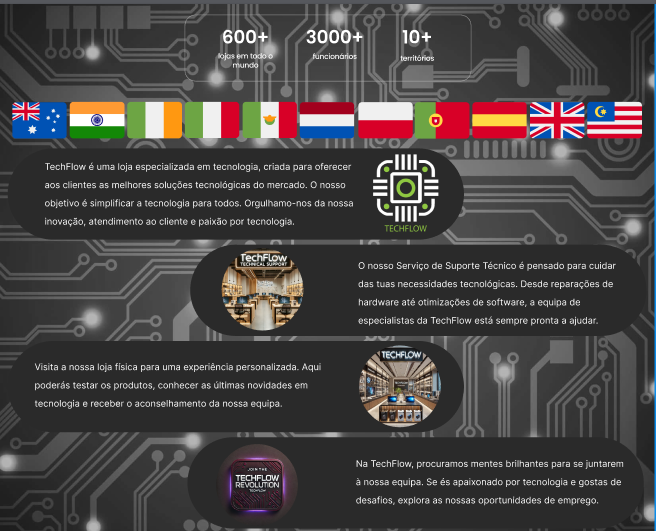 600+
lojas em todo o
mundo
3000+
funcionários
10+
territórios
TechFlow é uma loja especializada em tecnologia, criada para oferecer
aos clientes as melhores soluções tecnológicas do mercado. O nosso
objetivo é simplificar a tecnologia para todos. Orgulhamo-nos da nossa
inovação, atendimento ao cliente e paixão por tecnologia.
TECHFLOW
TechFlow
TECHNICAL SUPPORT
O nosso Serviço de Suporte Técnico é pensado para cuidar
das tuas necessidades tecnológicas. Desde reparações de
hardware até otimizações de software, a equipa de
especialistas da TechFlow está sempre pronta a ajudar.
Visita a nossa loja física para uma experiência personalizada. Aqui
poderás testar os produtos, conhecer as últimas novidades em
tecnologia e receber o aconselhamento da nossa equipa.
TECHFLOW
JOIN THE
TECHFLOW
REVOLUTION
TECHFLOW
Na TechFlow, procuramos mentes brilhantes para se juntarem
à nossa equipa. Se és apaixonado por tecnologia e gostas de
desafios, explora as nossas oportunidades de emprego.